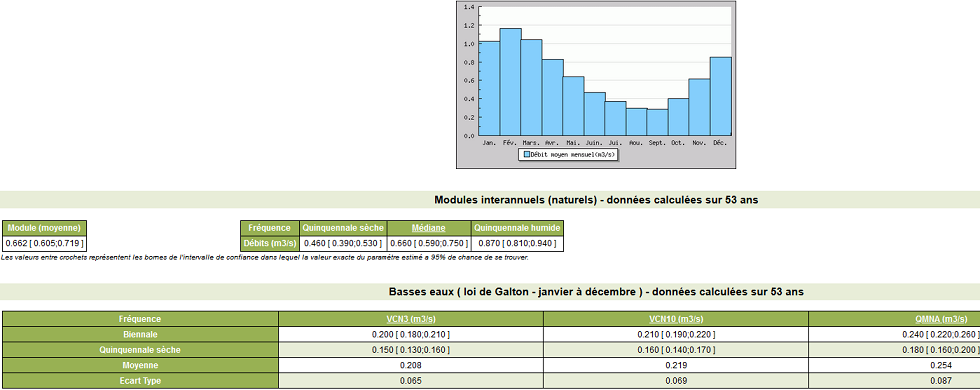 1.4
1.2
1.0
0.8
0.6
0.4
0.2
0.0
Jan. Fév. Mars. Avr. Mai. Juin. Jui. Aou. Sept. Oct. Nov. Déc.
Débit moyen mensuel(m3/s)
Modules interannuels (naturels) - données calculées sur 53 ans
Module (moyenne) Fréquence Quinquennale sèche Médiane Quinquennale humide
0.662 [ 0.605;0.719 ] Débits (m3/s) 0.460 [ 0.390;0.530 ] 0.660 [ 0.590;0.750 ] 0.870 [ 0.810;0.940 ]
Les valeurs entre crochets représentent les bornes de l'intervalle de confiance dans lequel la valeur exacte du paramètre estimé a 95% de chance de se trouver.
Basses eaux ( loi de Galton - janvier à décembre ) - données calculées sur 53 ans
Fréquence VCN3 (m3/s) VCN10 (m3/s) QMNA (m3/s)
Biennale 0.200 [ 0.180;0.210 ] 0.210 [ 0.190;0.220 ] 0.240 [ 0.220;0.260 ]
Quinquennale sèche 0.150 [ 0.130;0.160 ] 0.160 [ 0.140;0.170 ] 0.180 [ 0.160;0.200 ]
Moyenne 0.208 0.219 0.254
Ecart Type 0.065 0.069 0.087